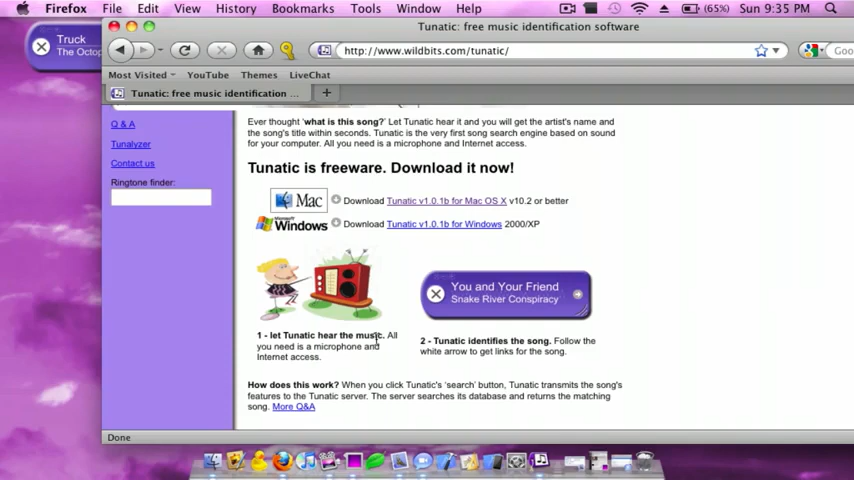 Firefox File Edit View History Bookmarks Tools Window Help (65%) Sun 9:35 PM
Truck
The Octop
Tunatic: free music identification software
http://www.wildbits.com/tunatic/
Goo
Most Visited YouTube Themes LiveChat
Tunatic: free music identification ...
Q & A
Tunalyzer
Contact us
Ringtone finder:
Ever thought 'what is this song?' Let Tunatic hear it and you will get the artist's name and
the song's title within seconds. Tunatic is the very first song search engine based on sound
for your computer. All you need is a microphone and Internet access.
Tunatic is freeware. Download it now!
Mac Download Tunatic v1.0.1b for Mac OS X v10.2 or better
Microsoft Windows Download Tunatic v1.0.1b for Windows 2000/XP
You and Your Friend
Snake River Conspiracy
1 - let Tunatic hear the music. All
you need is a microphone and
Internet access.
2 - Tunatic identifies the song. Follow the
white arrow to get links for the song.
How does this work? When you click Tunatic's 'search' button, Tunatic transmits the song's
features to the Tunatic server. The server searches its database and returns the matching
song. More Q&A
Done